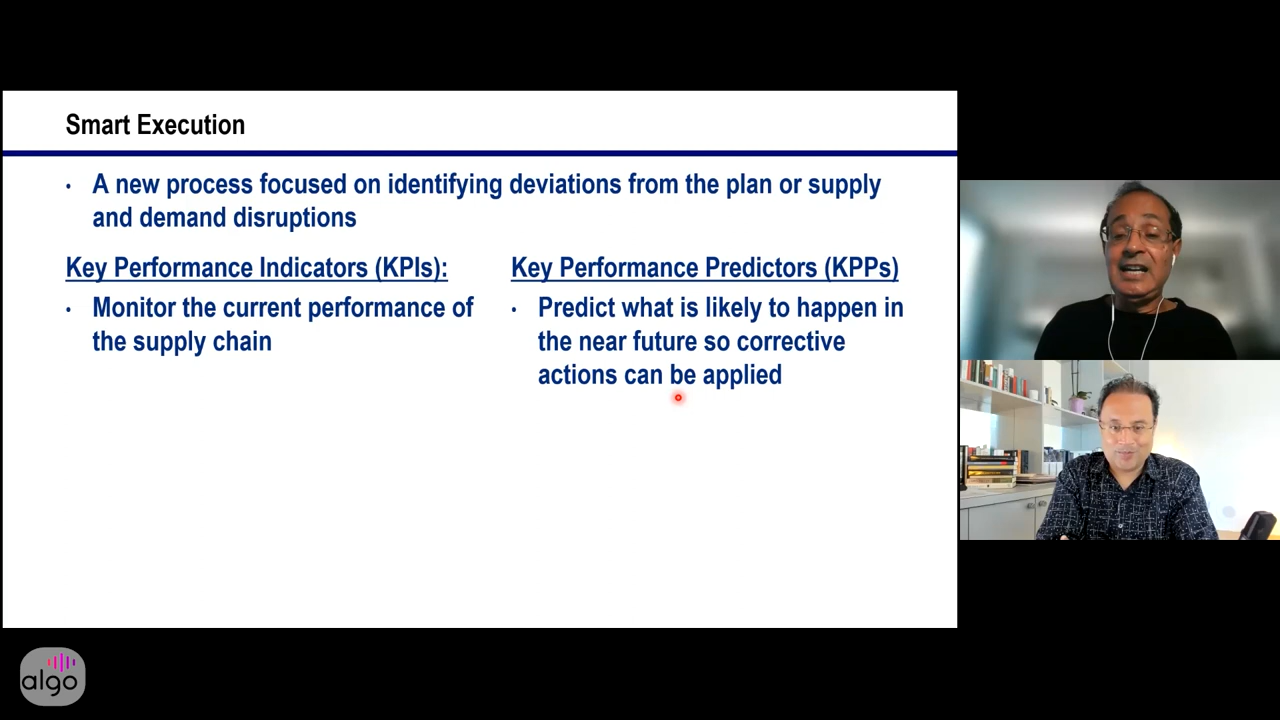 Smart Execution
• A new process focused on identifying deviations from the plan or supply
and demand disruptions
Key Performance Indicators (KPIs):
• Monitor the current performance of
the supply chain
Key Performance Predictors (KPPs)
• Predict what is likely to happen in
the near future so corrective
actions can be applied
algo